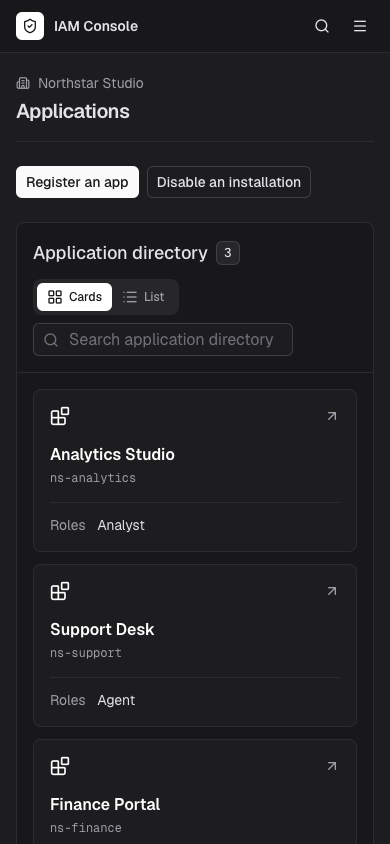 IAM Console
Northstar Studio
Applications
Register an app
Disable an installation
Application directory 3
Cards
List
Search application directory
Analytics Studio
ns-analytics
Roles Analyst
Support Desk
ns-support
Roles Agent
Finance Portal
ns-finance